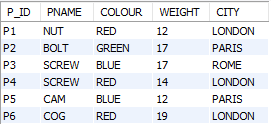 P_ID PNAME COLOUR WEIGHT CITY
P1 NUT RED 12 LONDON
P2 BOLT GREEN 17 PARIS
P3 SCREW BLUE 17 ROME
P4 SCREW RED 14 LONDON
P5 CAM BLUE 12 PARIS
P6 COG RED 19 LONDON